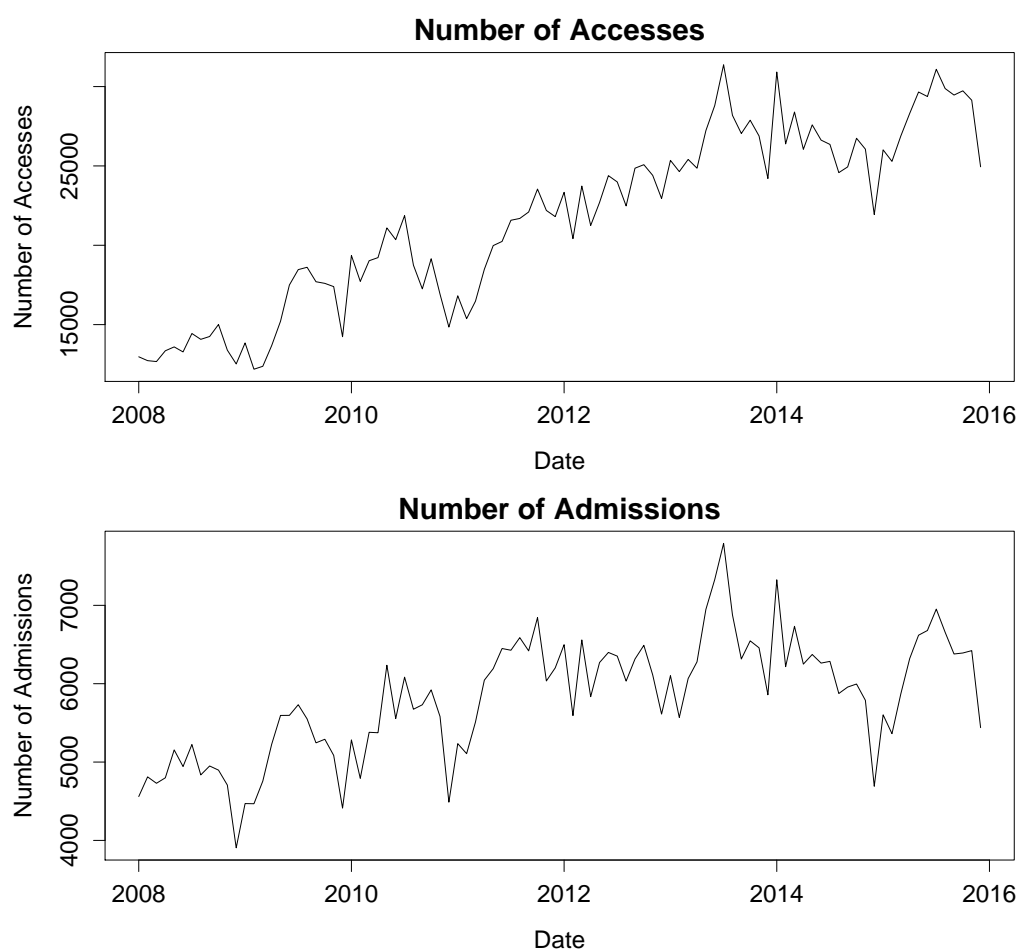 Number of Accesses
Number of Accesses
25000
15000
2008 2010 2012 2014 2016
Date
Number of Admissions
Number of Admissions
7000
6000
5000
4000
2008 2010 2012 2014 2016
Date